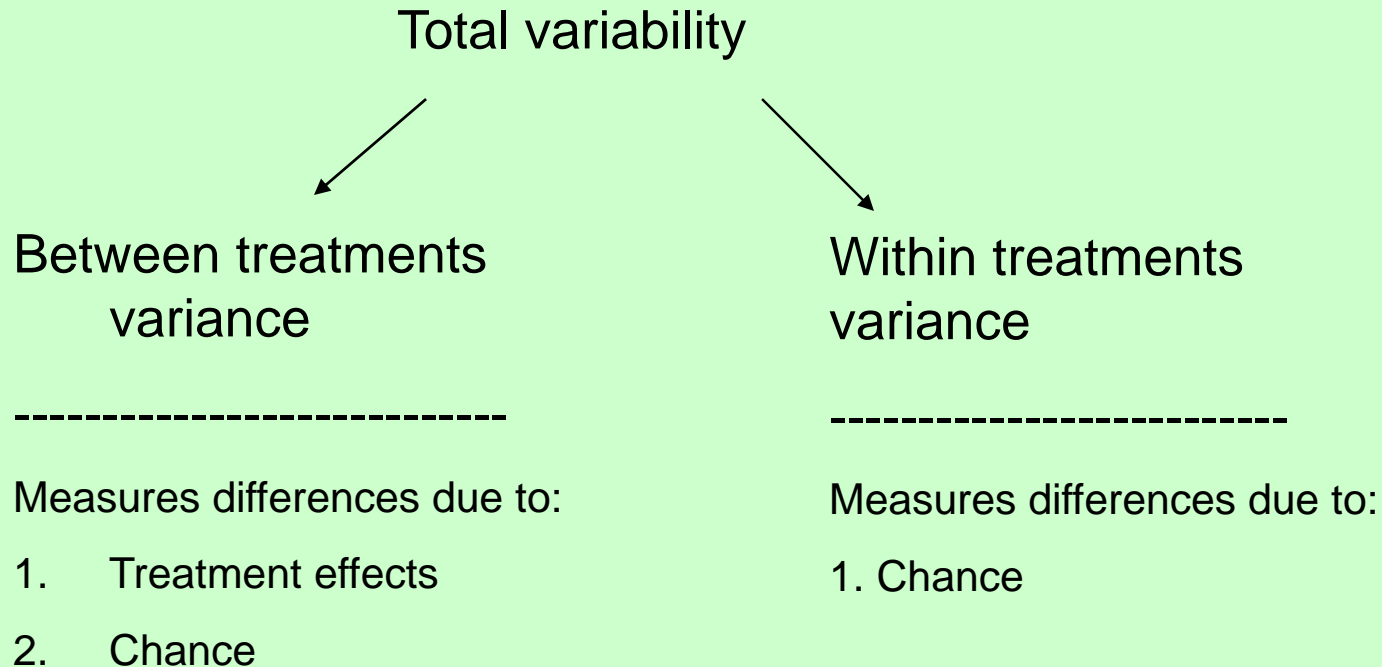 Total variability
Between treatments
variance
----------------------------
Measures differences due to:
1. Treatment effects
2. Chance
Within treatments
variance
--------------------------
Measures differences due to:
1. Chance